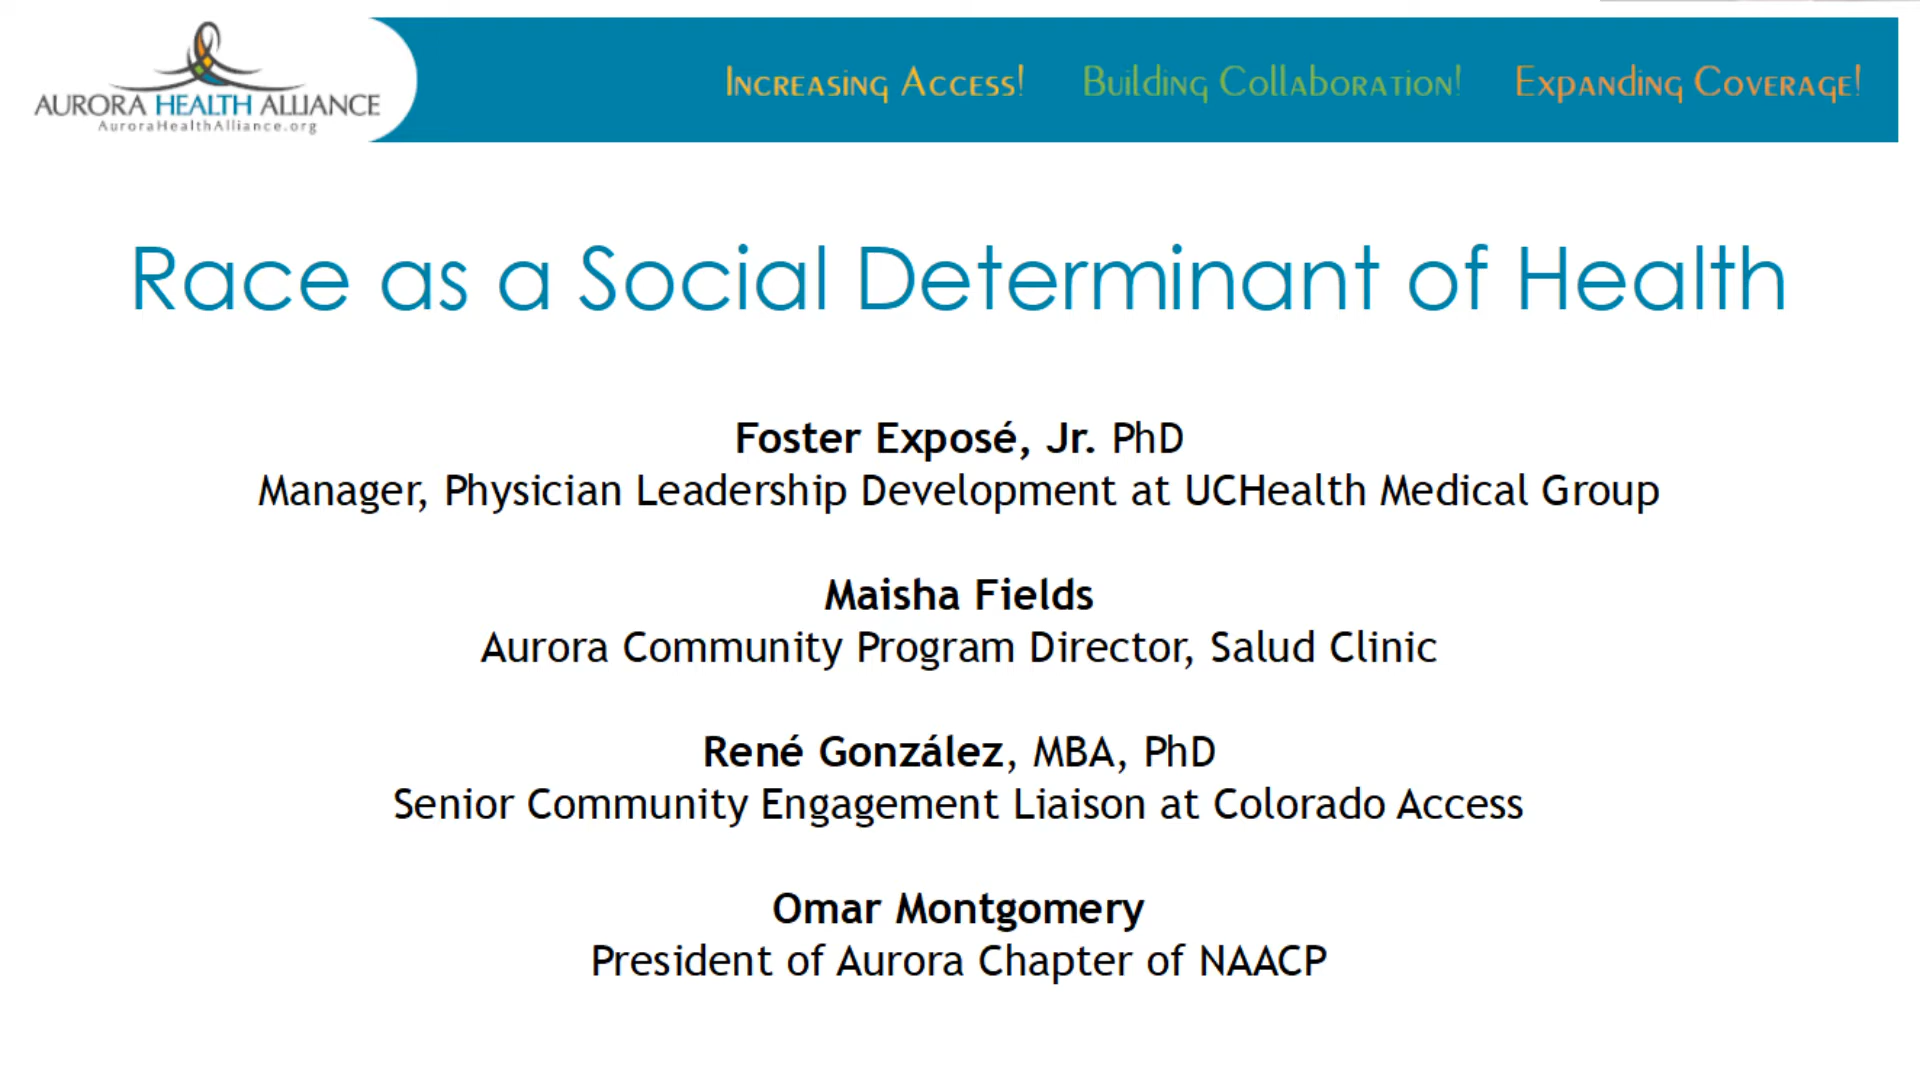 AURORA HEALTH ALLIANCE
AuroraHealthAlliance.org
Increasing Access! Building Collaboration! Expanding Coverage!
Race as a Social Determinant of Health
Foster Exposé, Jr. PhD
Manager, Physician Leadership Development at UCHealth Medical Group
Maisha Fields
Aurora Community Program Director, Salud Clinic
René González, MBA, PhD
Senior Community Engagement Liaison at Colorado Access
Omar Montgomery
President of Aurora Chapter of NAACP